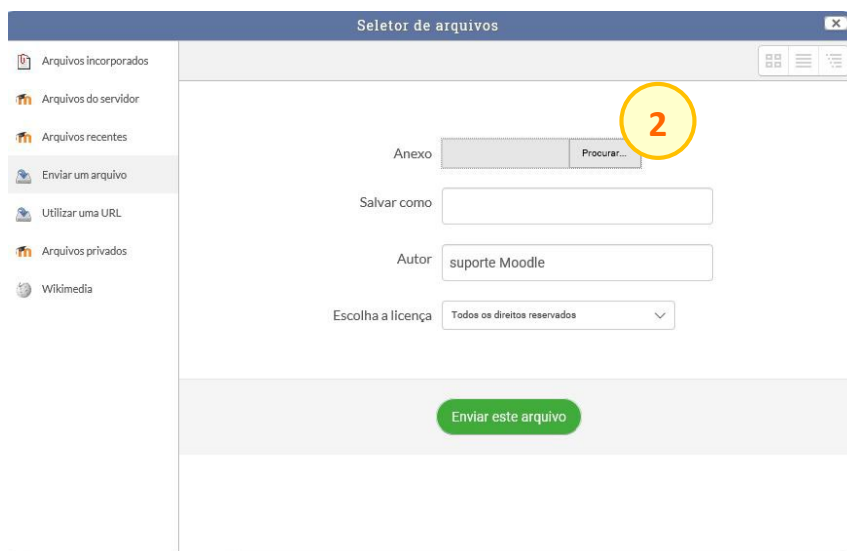 Seletor de arquivos
Arquivos incorporados
Arquivos do servidor
Arquivos recentes
Enviar um arquivo
Utilizar uma URL
Arquivos privados
Wikimedia
2
Anexo Procurar...
Salvar como
Autor suporte Moodle
Escolha a licença Todos os direitos reservados
Enviar este arquivo